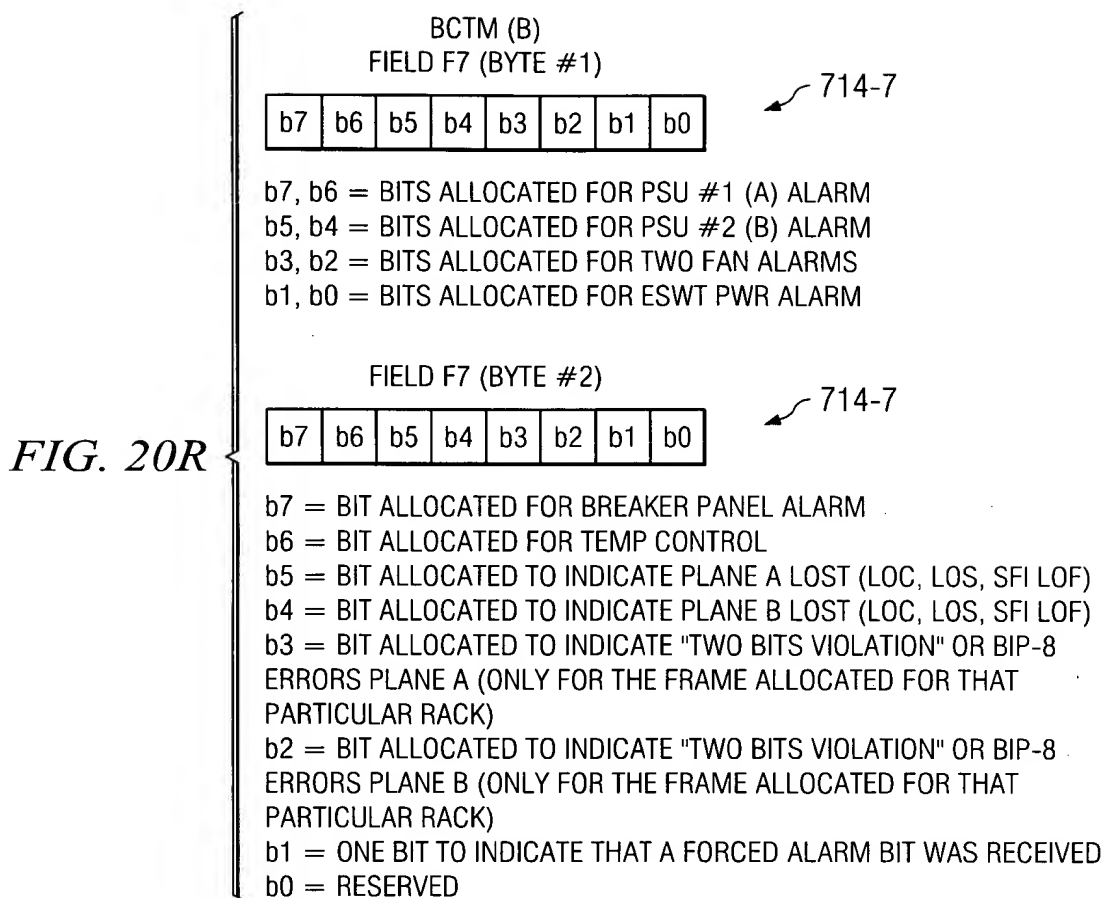 BCTM (B)
FIELD F7 (BYTE #1)
714-7
b7 b6 b5 b4 b3 b2 b1 b0
b7, b6 = BITS ALLOCATED FOR PSU #1 (A) ALARM
b5, b4 = BITS ALLOCATED FOR PSU #2 (B) ALARM
b3, b2 = BITS ALLOCATED FOR TWO FAN ALARMS
b1, b0 = BITS ALLOCATED FOR ESWT PWR ALARM
FIELD F7 (BYTE #2)
714-7
b7 b6 b5 b4 b3 b2 b1 b0
FIG. 20R
b7 = BIT ALLOCATED FOR BREAKER PANEL ALARM
b6 = BIT ALLOCATED FOR TEMP CONTROL
b5 = BIT ALLOCATED TO INDICATE PLANE A LOST (LOC, LOS, SFI LOF)
b4 = BIT ALLOCATED TO INDICATE PLANE B LOST (LOC, LOS, SFI LOF)
b3 = BIT ALLOCATED TO INDICATE "TWO BITS VIOLATION" OR BIP-8
ERRORS PLANE A (ONLY FOR THE FRAME ALLOCATED FOR THAT
PARTICULAR RACK)
b2 = BIT ALLOCATED TO INDICATE "TWO BITS VIOLATION" OR BIP-8
ERRORS PLANE B (ONLY FOR THE FRAME ALLOCATED FOR THAT
PARTICULAR RACK)
b1 = ONE BIT TO INDICATE THAT A FORCED ALARM BIT WAS RECEIVED
b0 = RESERVED